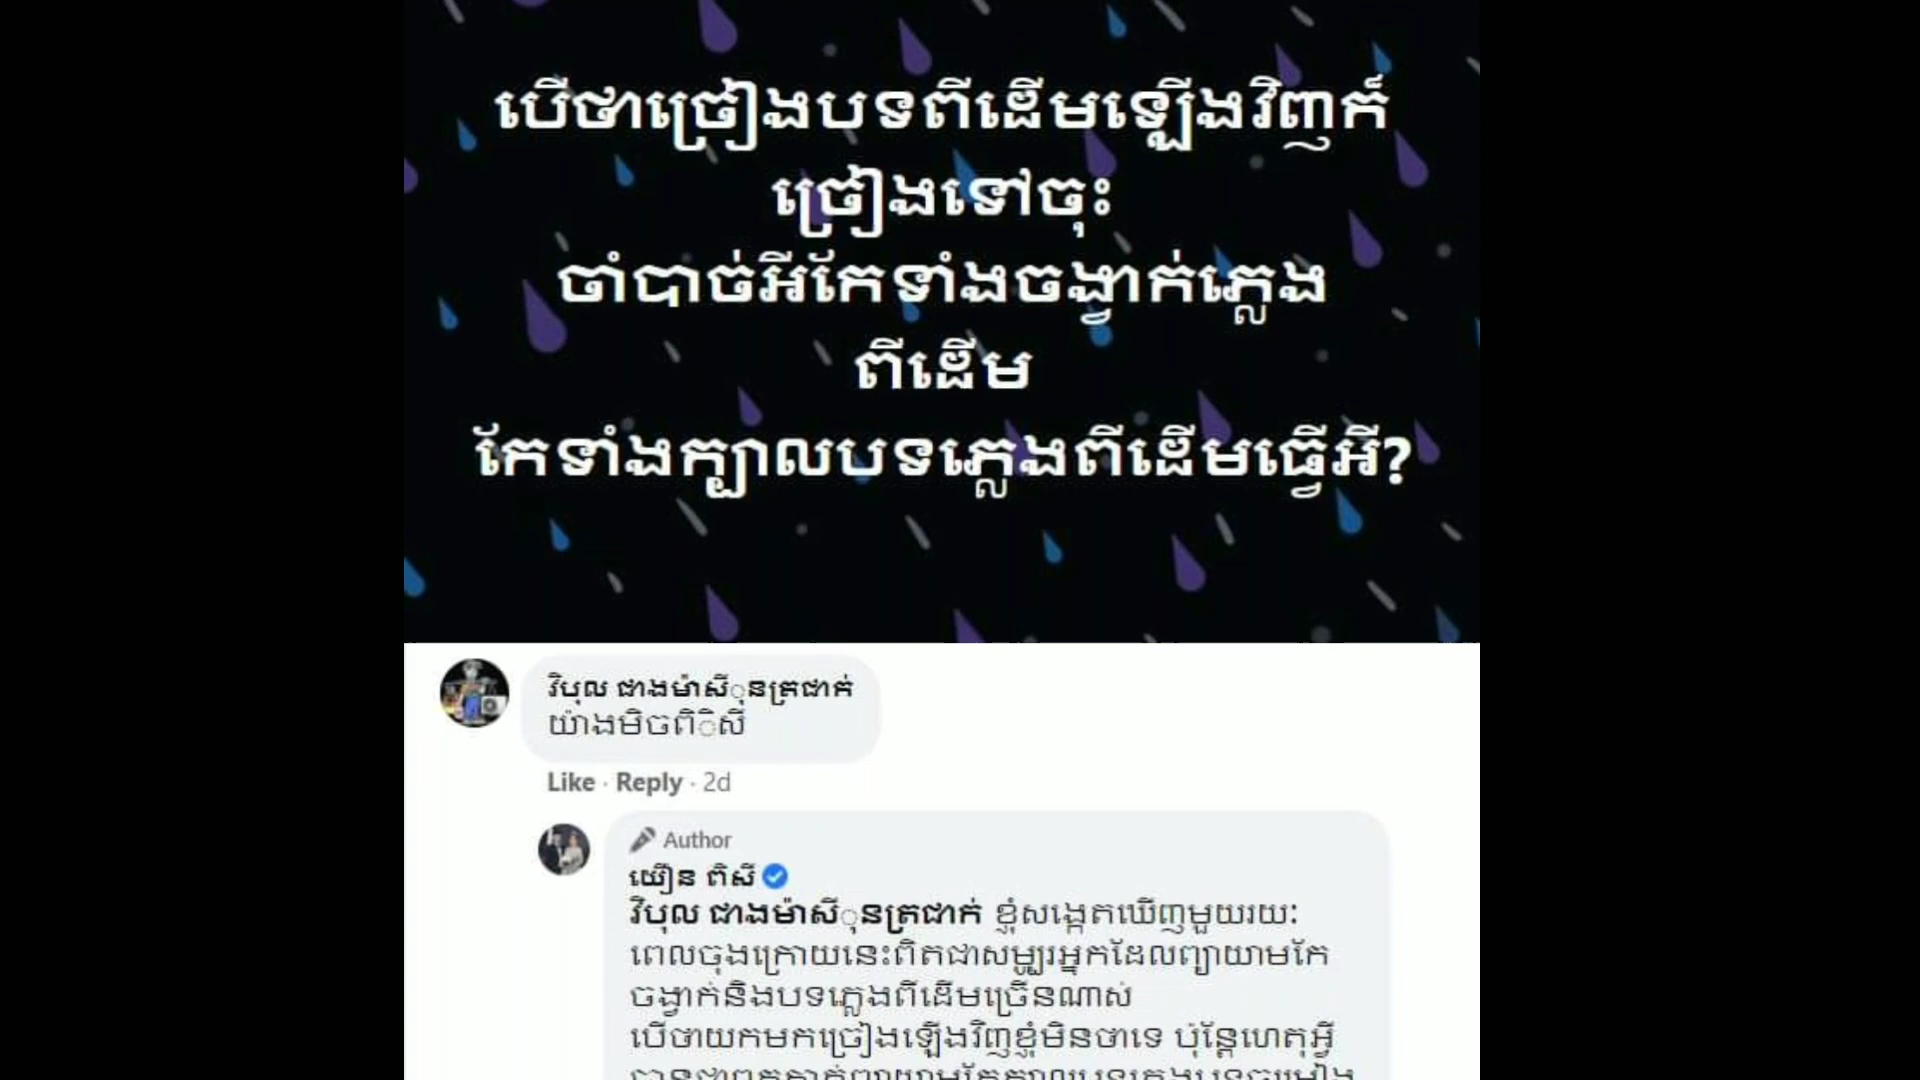 បើថាច្រៀងបទពីដើមឡើងវិញក៏
ច្រៀងទៅចុះ
ចាំបាច់អីកែទាំងចង្វាក់ភ្លេង
ពីដើម
កែទាំងក្បាលបទភ្លេងពីដើមធ្វើអី?
វិបុល ជាងម៉ាសីុនត្រជាក់
យ៉ាងមិចពិិសី
Like · Reply · 2d
Author
យឿន ពិសី
វិបុល ជាងម៉ាសីុនត្រជាក់ ខ្ញុំសង្កេតឃើញមួយរយៈ
ពេលចុងក្រោយនេះពិតជាសម្បូរអ្នកដែលព្យាយាមកែ
ចង្វាក់និងបទភ្លេងពីដើមច្រើនណាស់
បើថាយកមកច្រៀងឡើងវិញខ្ញុំមិនថាទេ ប៉ុន្តែហេតុអ្វី